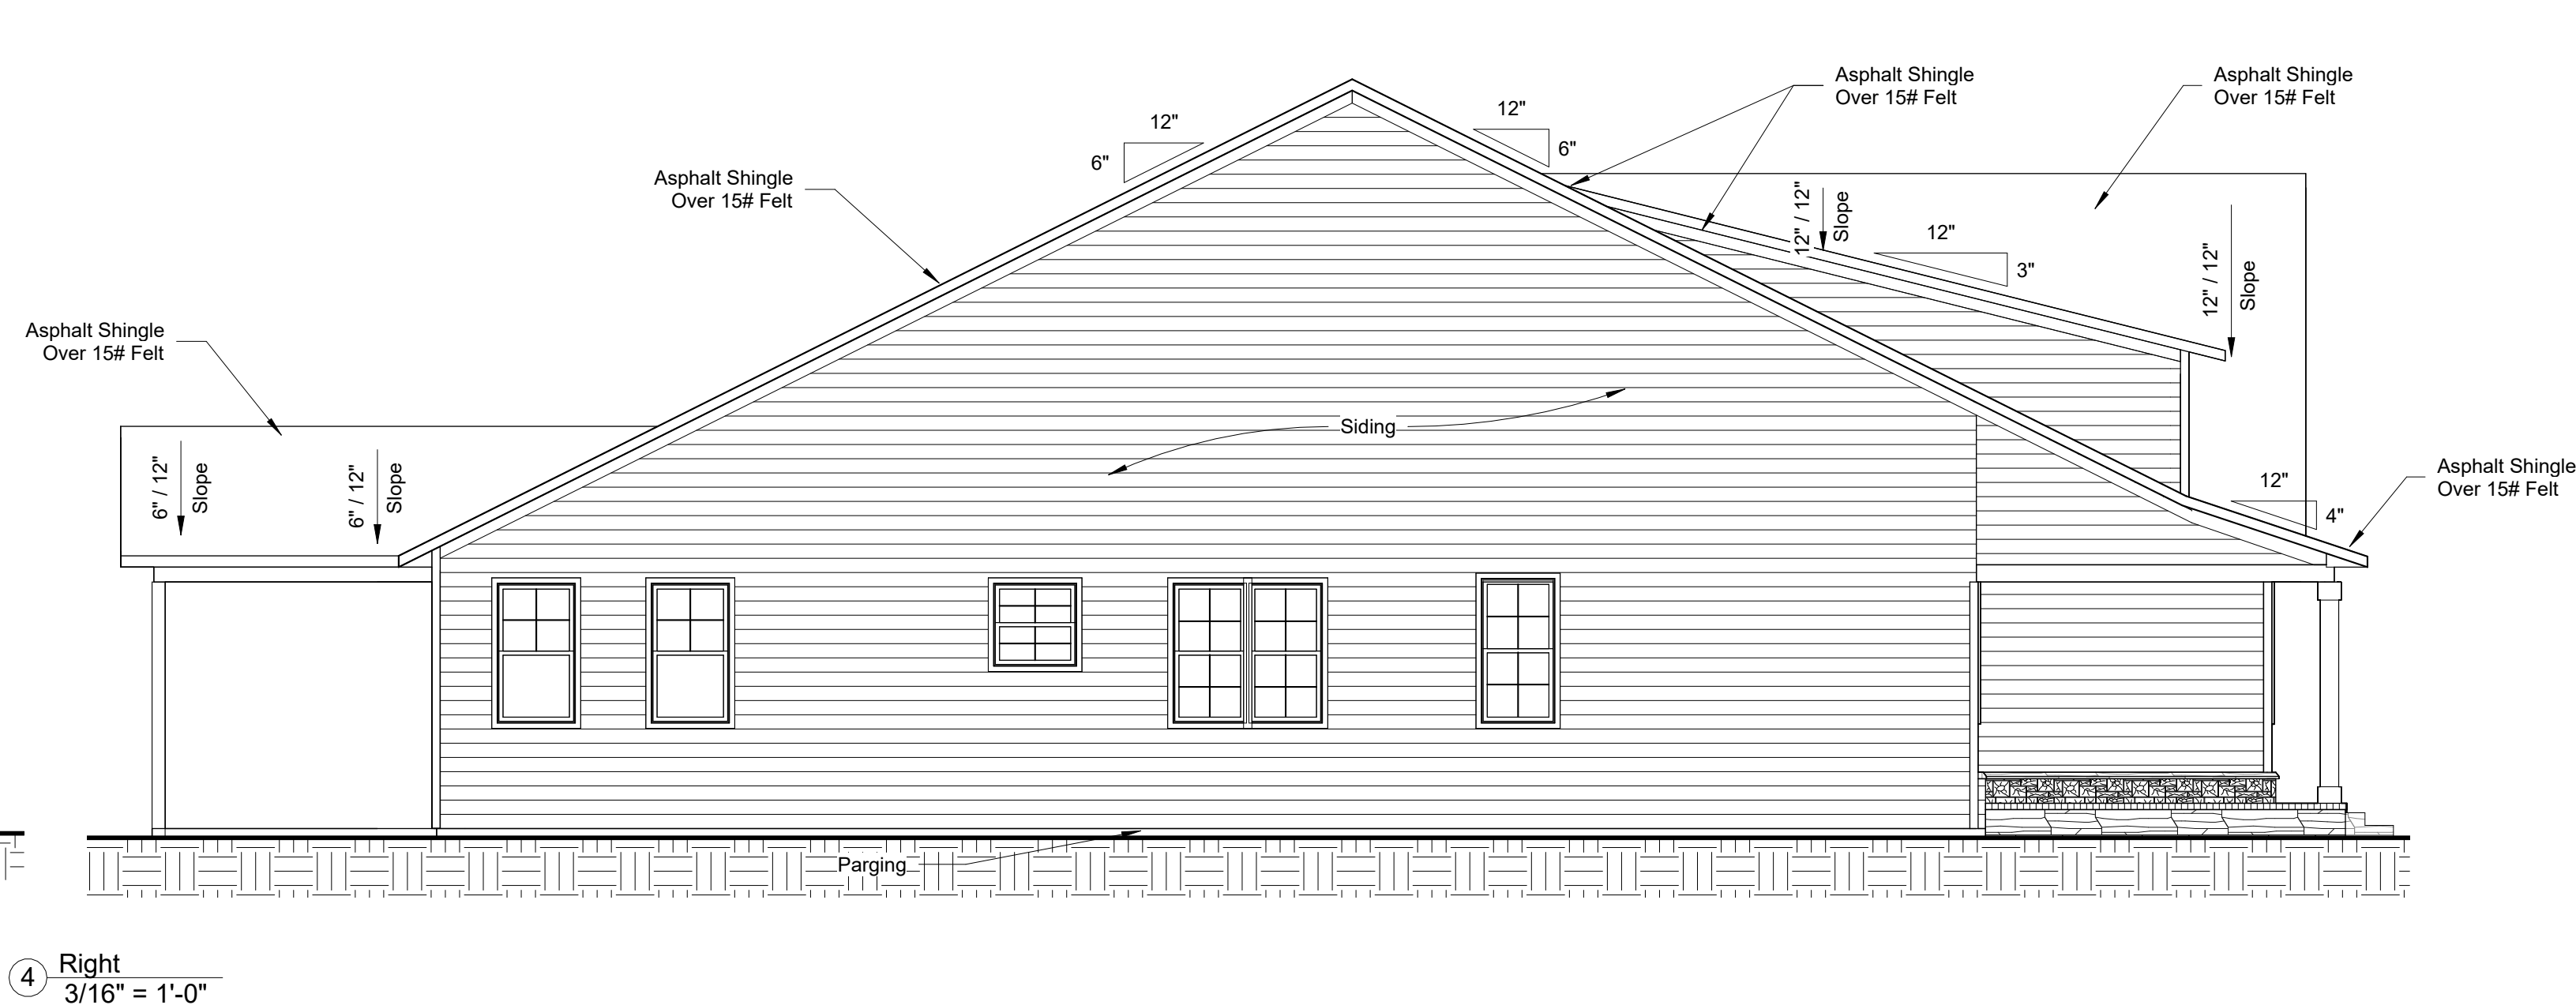 Asphalt Shingle
Over 15# Felt
Asphalt Shingle
Over 15# Felt
12"
6"
12"
6"
Asphalt Shingle
Over 15# Felt
Asphalt Shingle
Over 15# Felt
12" / 12"
Slope
12"
3"
12" / 12"
Slope
Asphalt Shingle
Over 15# Felt
12"
4"
6" / 12"
Slope
6" / 12"
Slope
Siding
Parging
4
Right
3/16" = 1'-0"